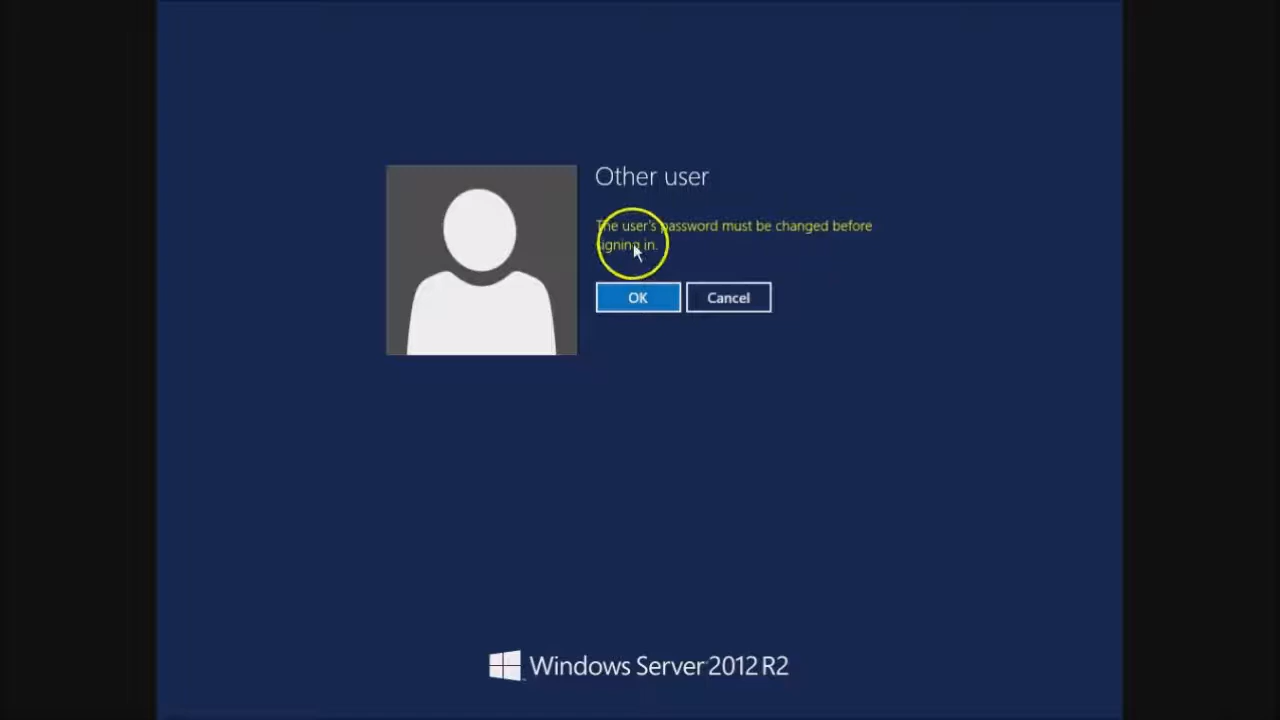 Other user
The user's password must be changed before
signing in.
OK
Cancel
Windows Server 2012 R2